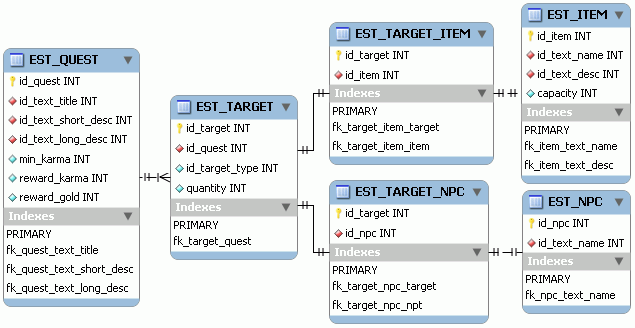 EST_QUEST
id_quest INT
id_text_title INT
id_text_short_desc INT
id_text_long_desc INT
min_karma INT
reward_karma INT
reward_gold INT
Indexes
PRIMARY
fk_quest_text_title
fk_quest_text_short_desc
fk_quest_text_long_desc
EST_TARGET
id_target INT
id_quest INT
id_target_type INT
quantity INT
Indexes
PRIMARY
fk_target_quest
EST_TARGET_ITEM
id_target INT
id_item INT
Indexes
PRIMARY
fk_target_item_target
fk_target_item_item
EST_TARGET_NPC
id_target INT
id_npc INT
Indexes
PRIMARY
fk_target_npc_target
fk_target_npc_npt
EST_ITEM
id_item INT
id_text_name INT
id_text_desc INT
capacity INT
Indexes
PRIMARY
fk_item_text_name
fk_item_text_desc
EST_NPC
id_npc INT
id_text_name INT
Indexes
PRIMARY
fk_npc_text_name